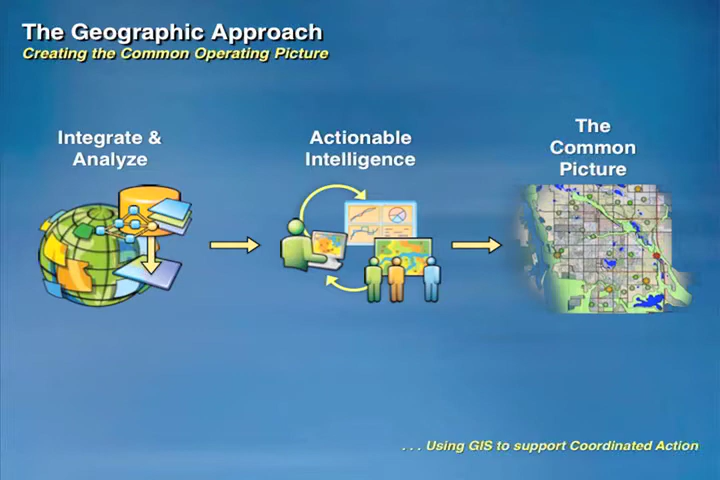 The Geographic Approach
Creating the Common Operating Picture
Integrate &
Analyze
Actionable
Intelligence
The
Common
Picture
. . . Using GIS to support Coordinated Action